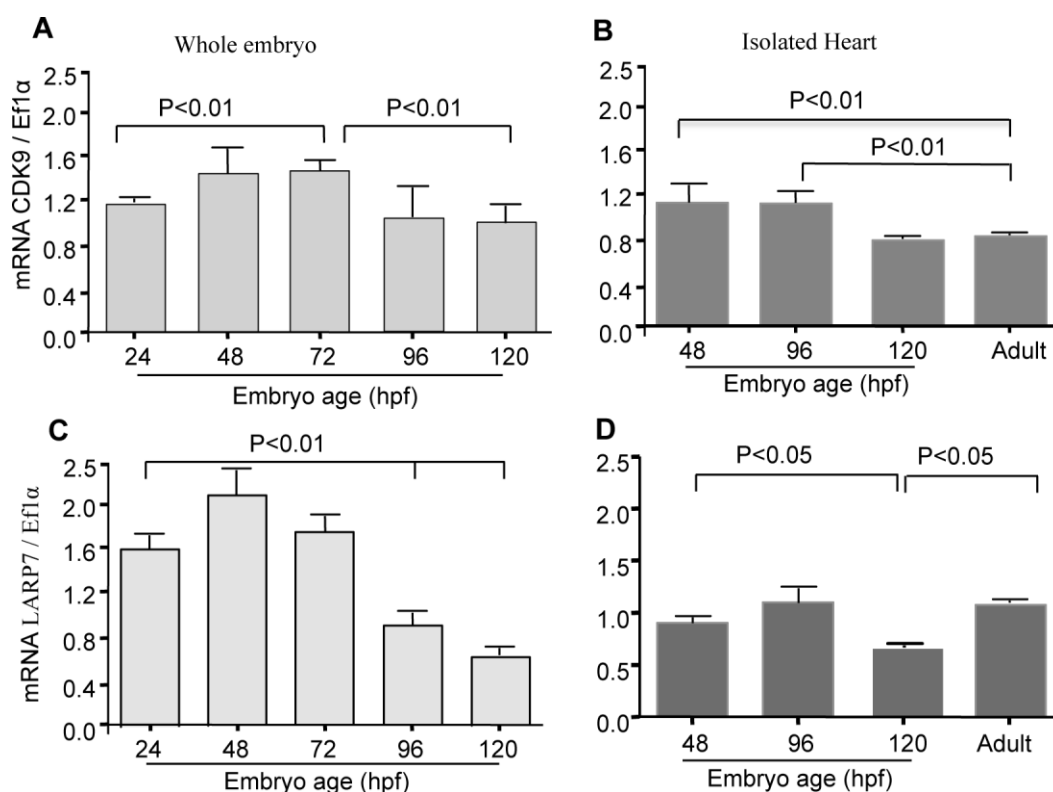 A
Whole embryo
mRNA CDK9 / Ef1α
2.5
2.0
1.6
1.2
0.8
0.4
0.0
P<0.01
P<0.01
24 48 72 96 120
Embryo age (hpf)
B
Isolated Heart
2.5
2.0
1.6
1.2
0.8
0.4
0.0
P<0.01
P<0.01
48 96 120 Adult
Embryo age (hpf)
C
mRNA LARP7 / Ef1α
2.5
2.0
1.6
1.2
0.8
0.4
0.0
P<0.01
24 48 72 96 120
Embryo age (hpf)
D
2.5
2.0
1.5
1.0
0.5
0.0
P<0.05
P<0.05
48 96 120 Adult
Embryo age (hpf)